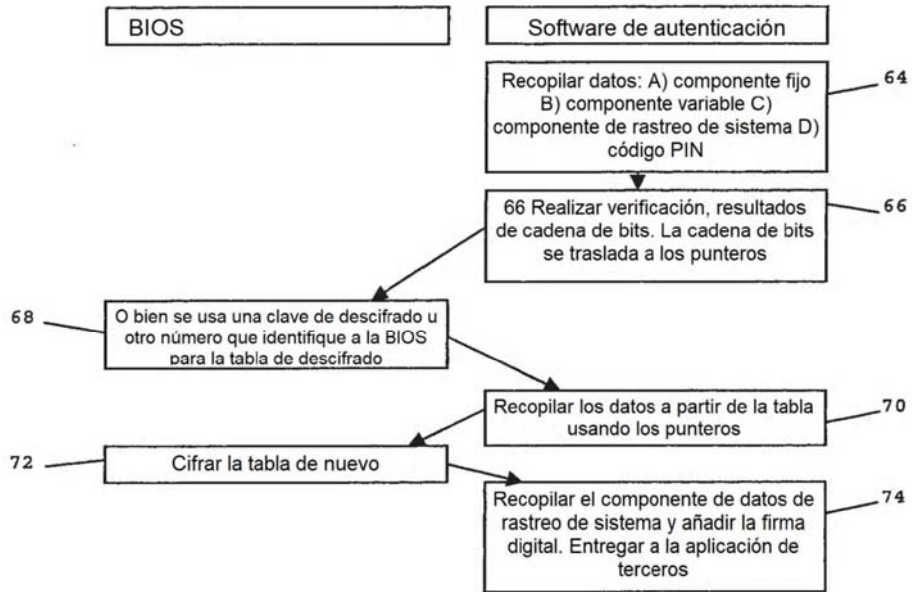 BIOS
Software de autenticación
Recopilar datos: A) componente fijo
B) componente variable C)
componente de rastreo de sistema D)
código PIN
64
66 Realizar verificación, resultados
de cadena de bits. La cadena de bits
se traslada a los punteros
66
68
O bien se usa una clave de descifrado u
otro número que identifique a la BIOS
para la tabla de descifrado
Recopilar los datos a partir de la tabla
usando los punteros
70
72
Cifrar la tabla de nuevo
Recopilar el componente de datos de
rastreo de sistema y añadir la firma
digital. Entregar a la aplicación de
terceros
74